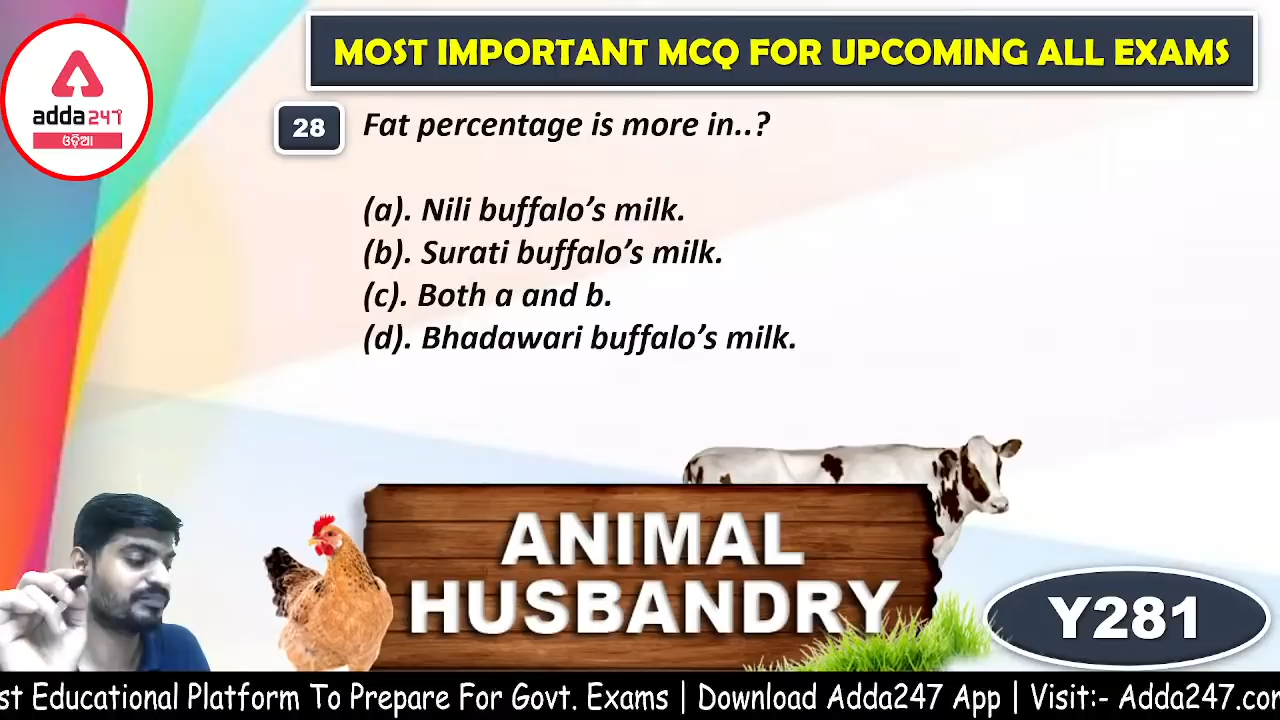 MOST IMPORTANT MCQ FOR UPCOMING ALL EXAMS
adda247
ଓଡ଼ିଆ
28 Fat percentage is more in..?
(a). Nili buffalo’s milk.
(b). Surati buffalo’s milk.
(c). Both a and b.
(d). Bhadawari buffalo’s milk.
ANIMAL
HUSBANDRY
Y281
st Educational Platform To Prepare For Govt. Exams | Download Adda247 App | Visit:- Adda247.com